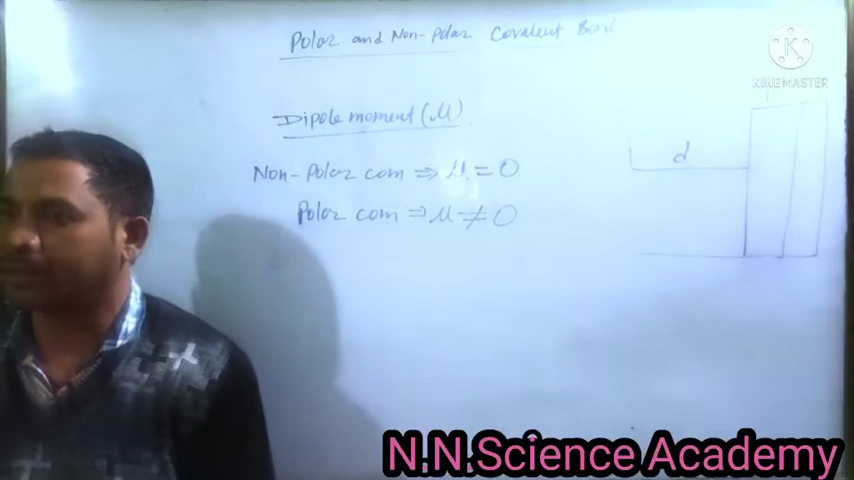 Polar and Non-Polar Covalent Bond
KINEMASTER
Dipole moment (μ)
Non-Polar com ⇒ μ = 0
d
Polar com ⇒ μ ≠ 0
N.N.Science Academy